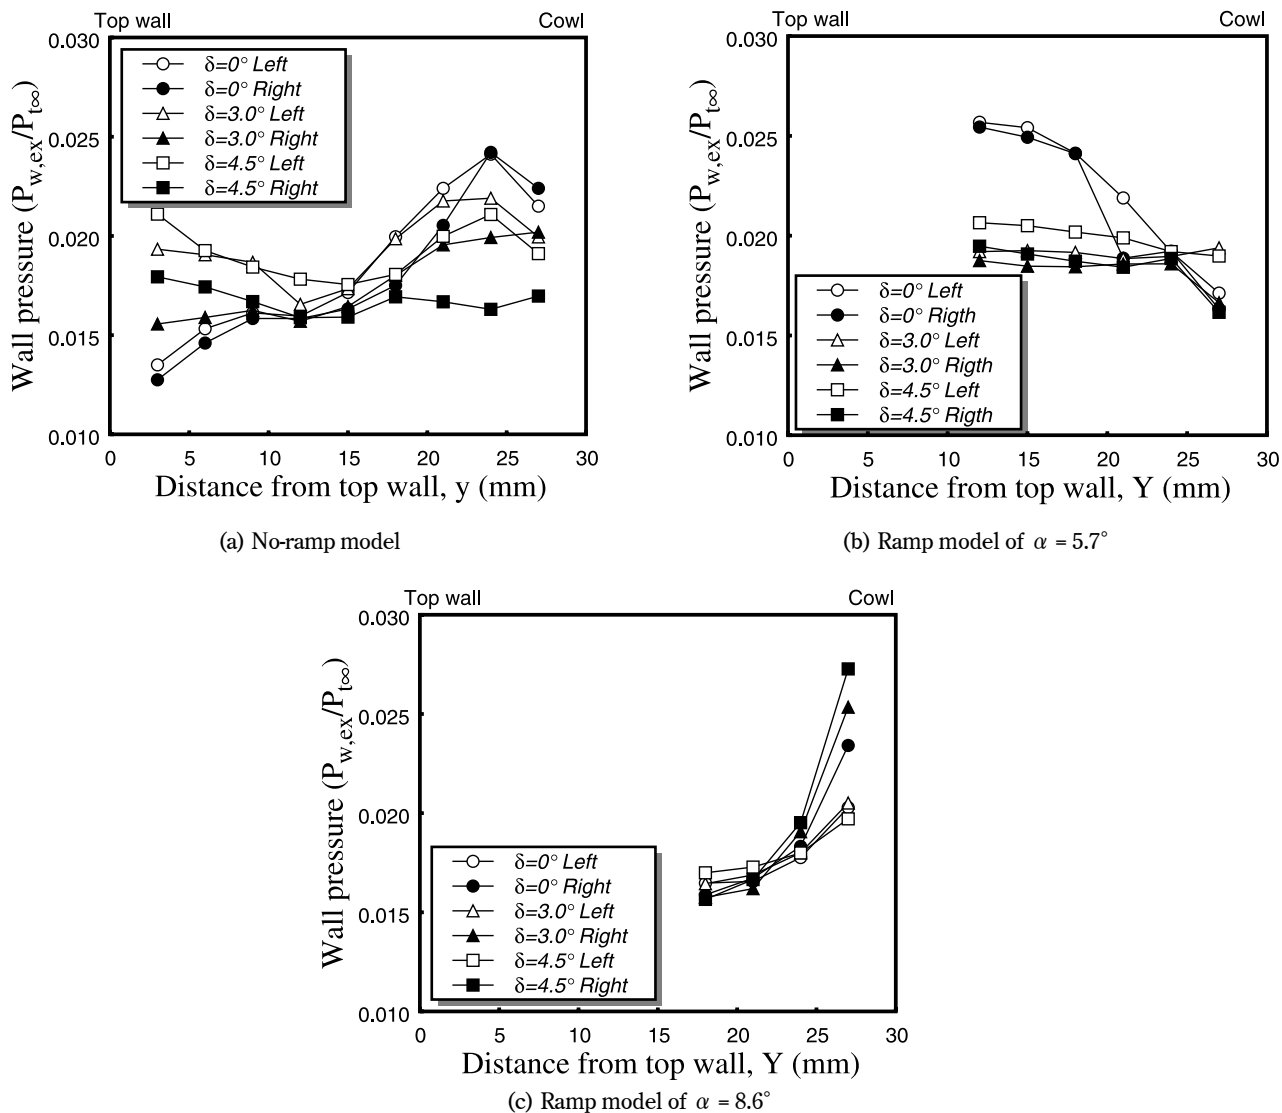 Top wall Cowl
0.030
0.025
0.020
0.015
0.010
Wall pressure (P_w,ex/P_t∞)
δ=0° Left
δ=0° Right
δ=3.0° Left
δ=3.0° Right
δ=4.5° Left
δ=4.5° Right
0 5 10 15 20 25 30
Distance from top wall, y (mm)
(a) No-ramp model
Top wall Cowl
0.030
0.025
0.020
0.015
0.010
Wall pressure (P_w,ex/P_t∞)
δ=0° Left
δ=0° Rigth
δ=3.0° Left
δ=3.0° Rigth
δ=4.5° Left
δ=4.5° Rigth
0 5 10 15 20 25 30
Distance from top wall, Y (mm)
(b) Ramp model of α = 5.7°
Top wall Cowl
0.030
0.025
0.020
0.015
0.010
Wall pressure (P_w,ex/P_t∞)
δ=0° Left
δ=0° Right
δ=3.0° Left
δ=3.0° Right
δ=4.5° Left
δ=4.5° Right
0 5 10 15 20 25 30
Distance from top wall, Y (mm)
(c) Ramp model of α = 8.6°